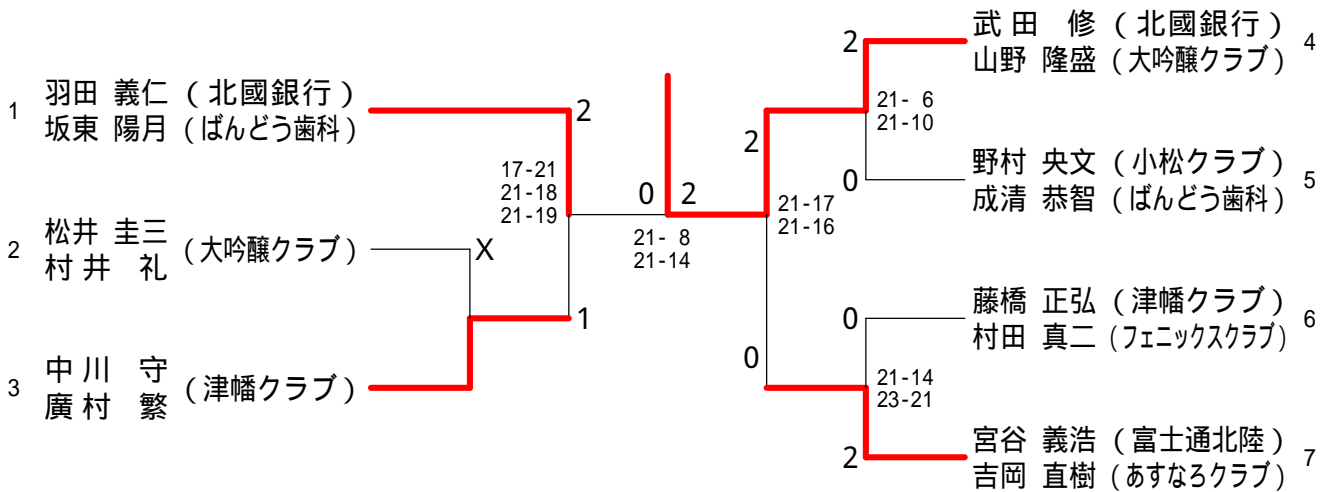 1
羽田 義仁 (北國銀行)
坂東 陽月 (ばんどう歯科)
2
松井 圭三
村井 礼
(大吟醸クラブ)
3
中川 守
廣村 繁
(津幡クラブ)
2
17-21
21-18
21-19
X
1
0
2
21- 8
21-14
2
21-17
21-16
0
2
21- 6
21-10
0
0
21-14
23-21
2
武田 修 (北國銀行)
山野 隆盛 (大吟醸クラブ)
4
野村 央文 (小松クラブ)
成清 恭智 (ばんどう歯科)
5
藤橋 正弘 (津幡クラブ)
村田 真二 (フェニックスクラブ)
6
宮谷 義浩 (富士通北陸)
吉岡 直樹 (あすなろクラブ)
7